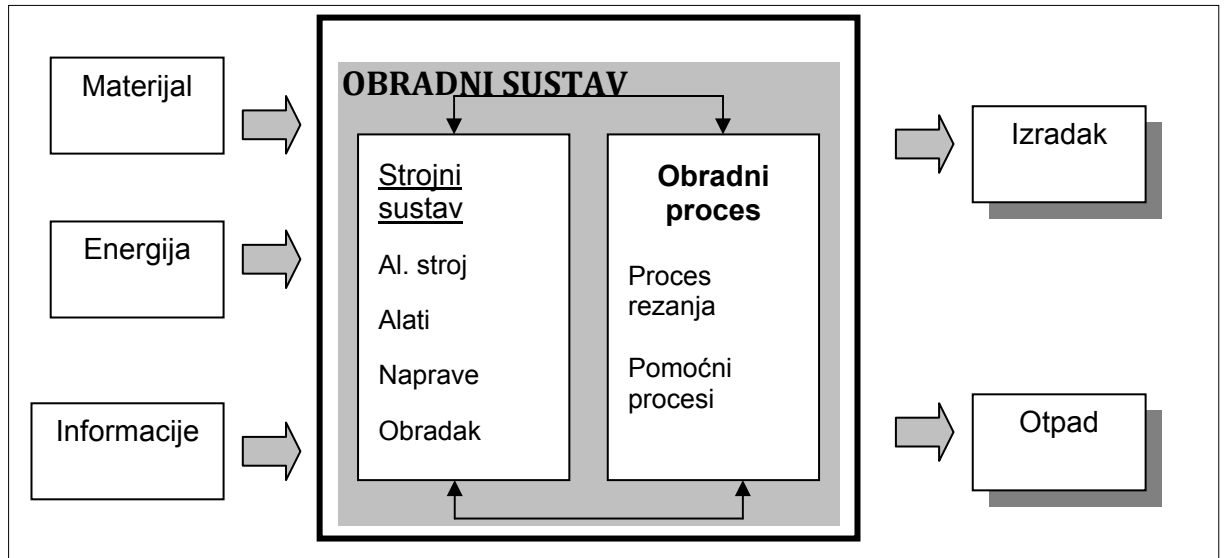 Materijal
Energija
Informacije
OBRADNI SUSTAV
Strojni
sustav
Al. stroj
Alati
Naprave
Obradak
Obradni
proces
Proces
rezanja
Pomoćni
procesi
Izradak
Otpad